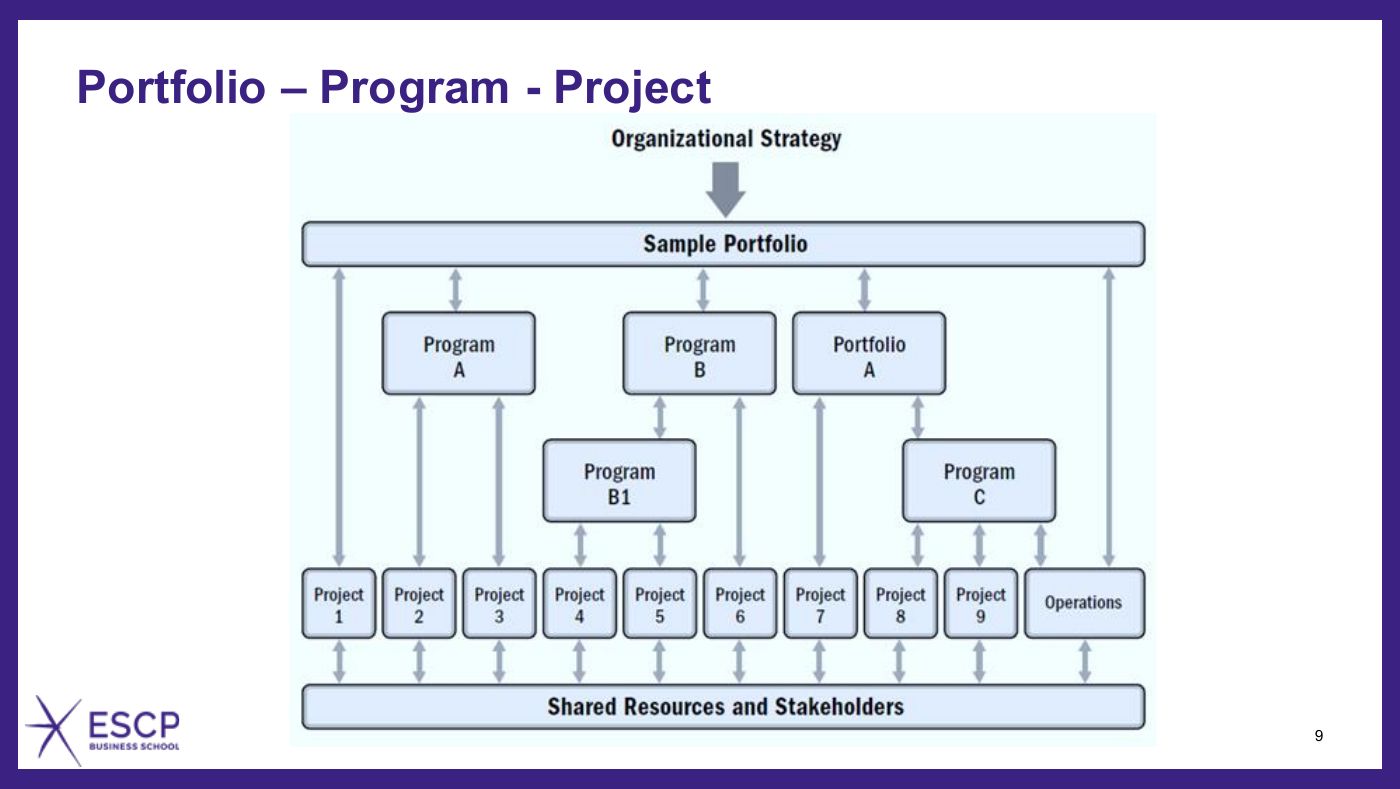 Portfolio – Program - Project
Organizational Strategy
Sample Portfolio
Program
A
Program
B
Portfolio
A
Program
B1
Program
C
Project
1
Project
2
Project
3
Project
4
Project
5
Project
6
Project
7
Project
8
Project
9
Operations
Shared Resources and Stakeholders
ESCP
BUSINESS SCHOOL
9